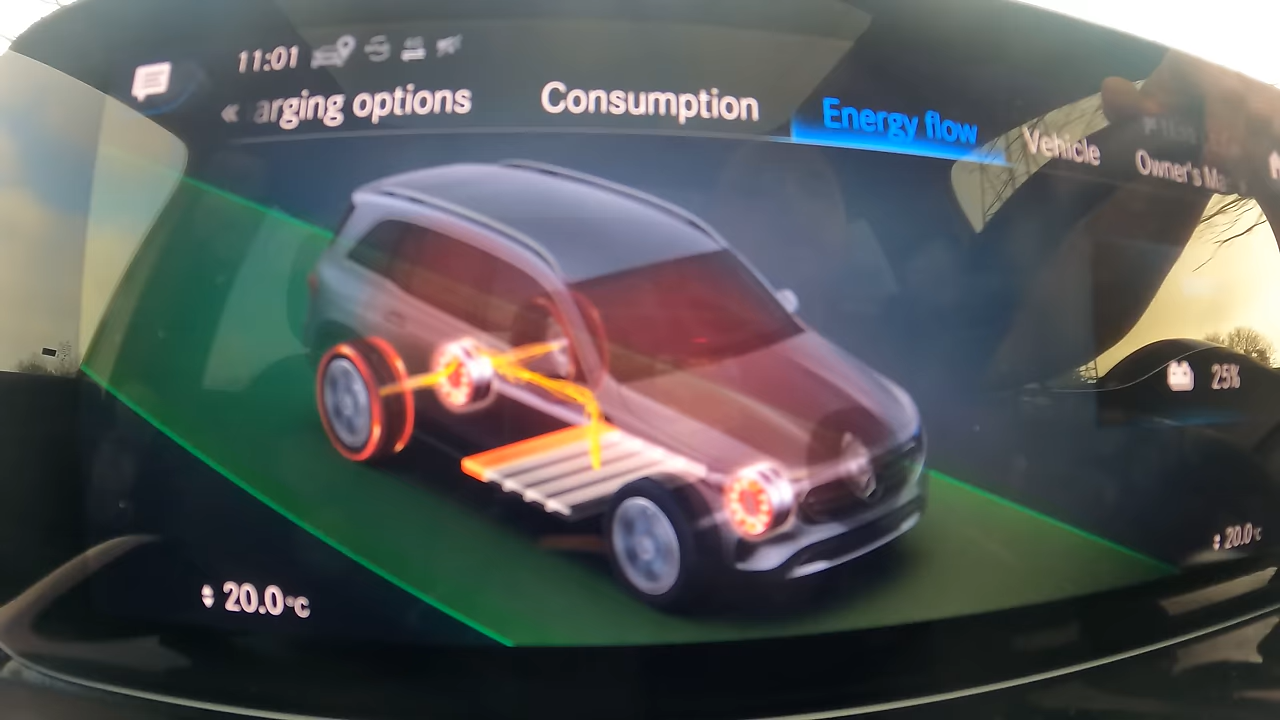 11:01
« arging options Consumption Energy flow Vehicle Owner's Ma
25%
20.0°C
20.0°C